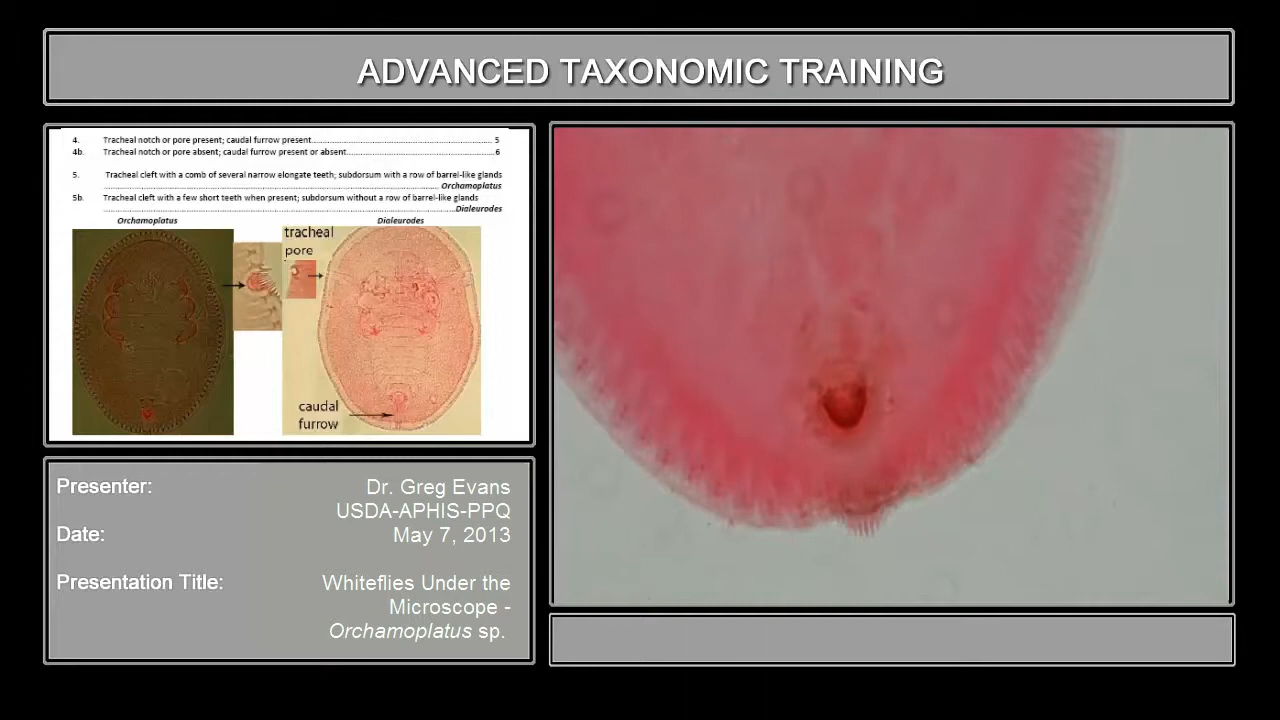 ADVANCED TAXONOMIC TRAINING
4. Tracheal notch or pore present; caudal furrow present.......................................................................... 5
4b. Tracheal notch or pore absent; caudal furrow present or absent..........................................................6
5. Tracheal cleft with a comb of several narrow elongate teeth; subdorsum with a row of barrel-like glands
.................................................................................................................. Orchamoplatus
5b. Tracheal cleft with a few short teeth when present; subdorsum without a row of barrel-like glands
........................................................................................................................Dialeurodes
Orchamoplatus Dialeurodes
tracheal
pore
caudal
furrow
Presenter: Dr. Greg Evans
USDA-APHIS-PPQ
Date: May 7, 2013
Presentation Title: Whiteflies Under the
Microscope -
Orchamoplatus sp.